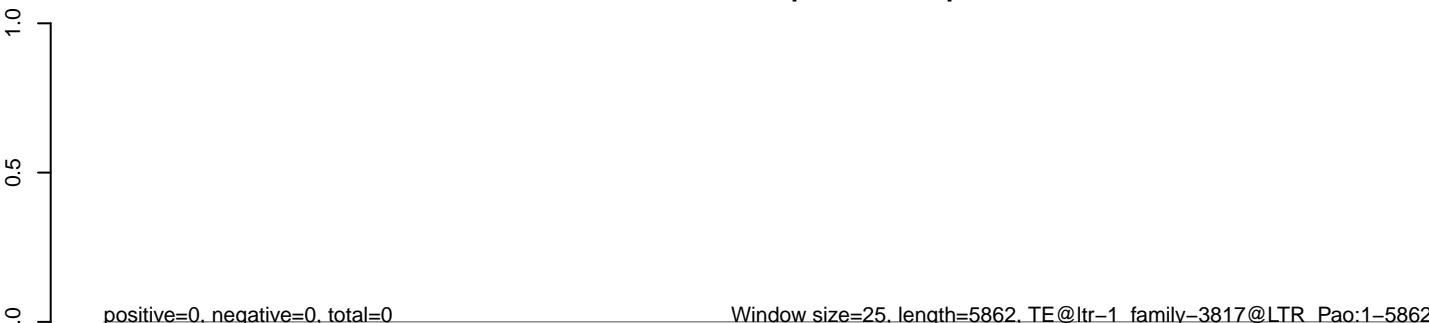 1.0
0.5
.0
positive=0, negative=0, total=0
Window size=25, length=5862, TE@ltr−1_family−3817@LTR_Pao:1−5862